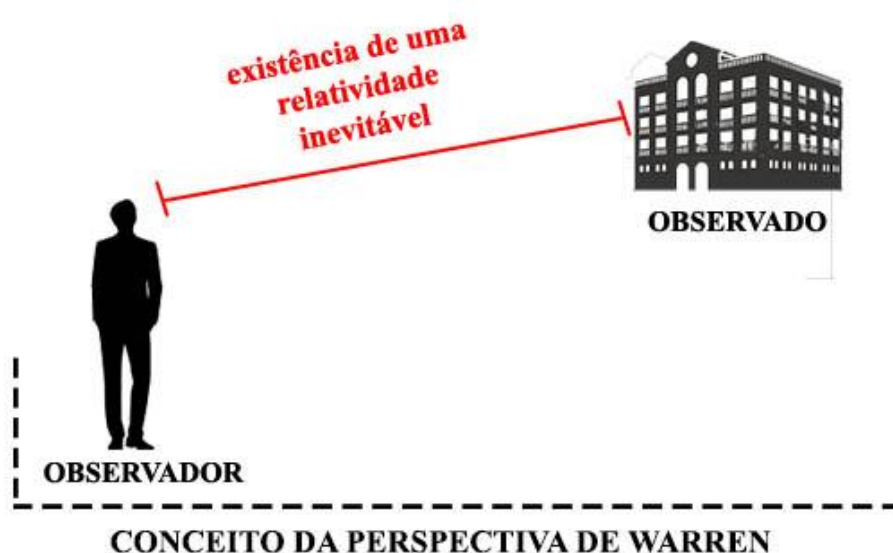 existência de uma
relatividade
inevitável
OBSERVADO
OBSERVADOR
CONCEITO DA PERSPECTIVA DE WARREN